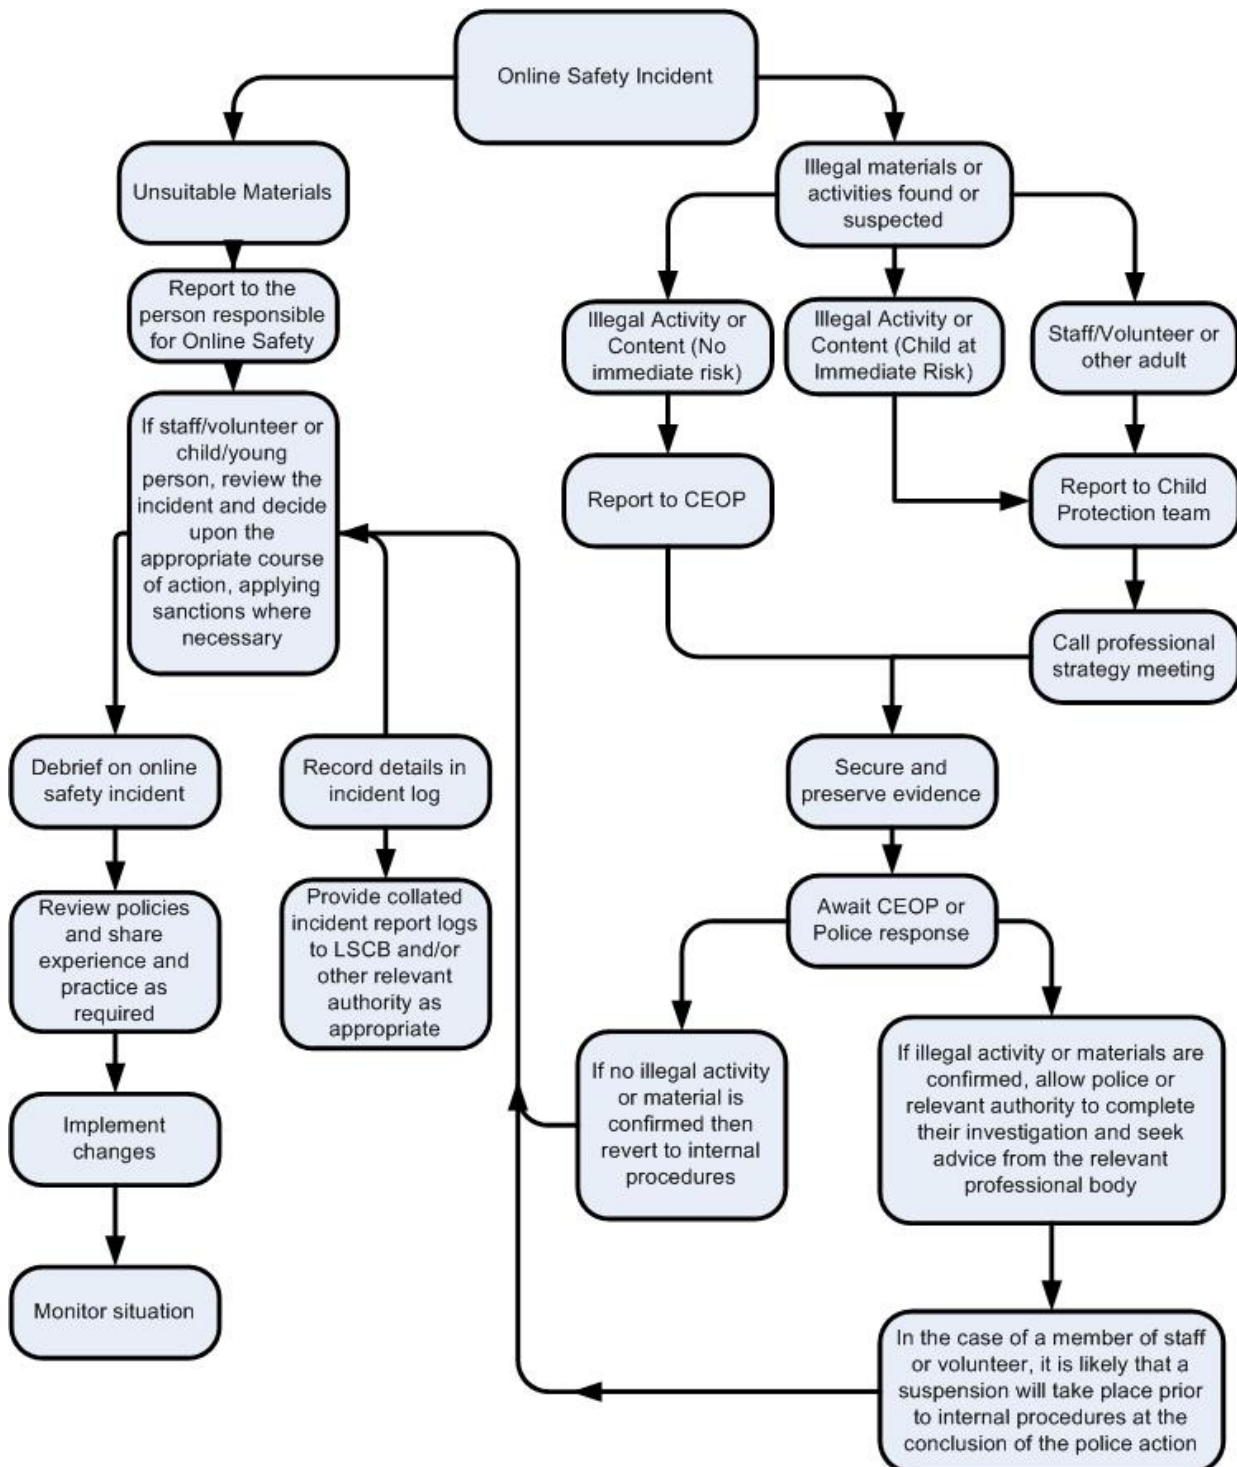 Online Safety Incident
Unsuitable Materials
Report to the
person responsible
for Online Safety
If staff/volunteer or
child/young
person, review the
incident and decide
upon the
appropriate course
of action, applying
sanctions where
necessary
Debrief on online
safety incident
Review policies
and share
experience and
practice as
required
Implement
changes
Monitor situation
Record details in
incident log
Provide collated
incident report logs
to LSCB and/or
other relevant
authority as
appropriate
Illegal materials or
activities found or
suspected
Illegal Activity or
Content (No
immediate risk)
Illegal Activity or
Content (Child at
Immediate Risk)
Staff/Volunteer or
other adult
Report to CEOP
Report to Child
Protection team
Call professional
strategy meeting
Secure and
preserve evidence
Await CEOP or
Police response
If no illegal activity
or material is
confirmed then
revert to internal
procedures
If illegal activity or materials are
confirmed, allow police or
relevant authority to complete
their investigation and seek
advice from the relevant
professional body
In the case of a member of staff
or volunteer, it is likely that a
suspension will take place prior
to internal procedures at the
conclusion of the police action